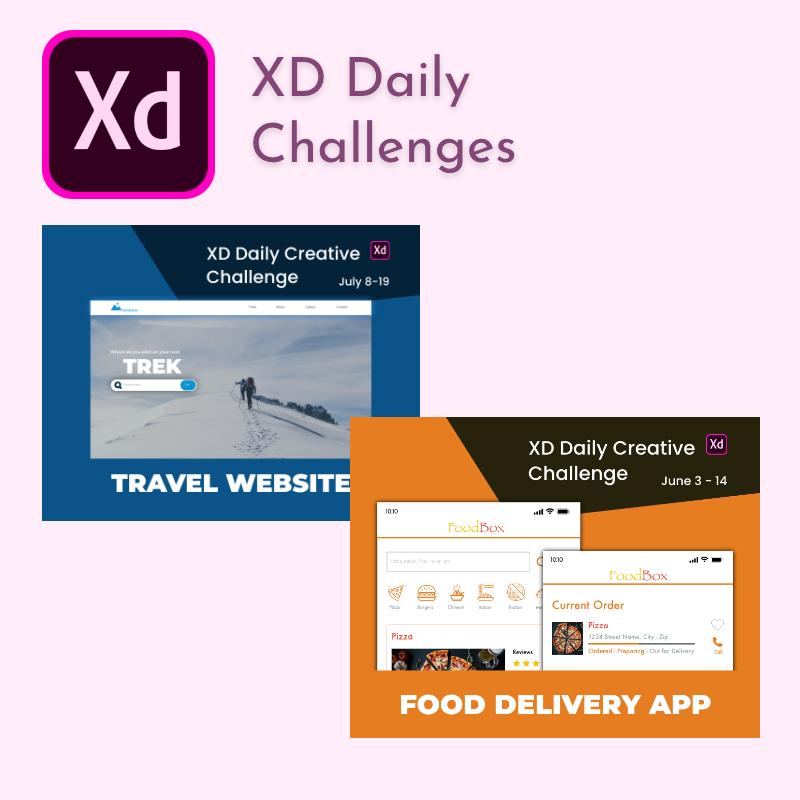 Xd
XD Daily
Challenges
XD Daily Creative
Xd
Challenge
July 8-19
Where do you plan on your next
TREK
TRAVEL WEBSITE
XD Daily Creative
Xd
Challenge
June 3 - 14
10:10
FoodBox
Pizza
Burgers
Chinese
Italian
Indian
Pizza
Reviews
10:10
FoodBox
Current Order
Pizza
1234 Street Name, City - Zip
Ordered - Preparing - Out for Delivery
Call
FOOD DELIVERY APP